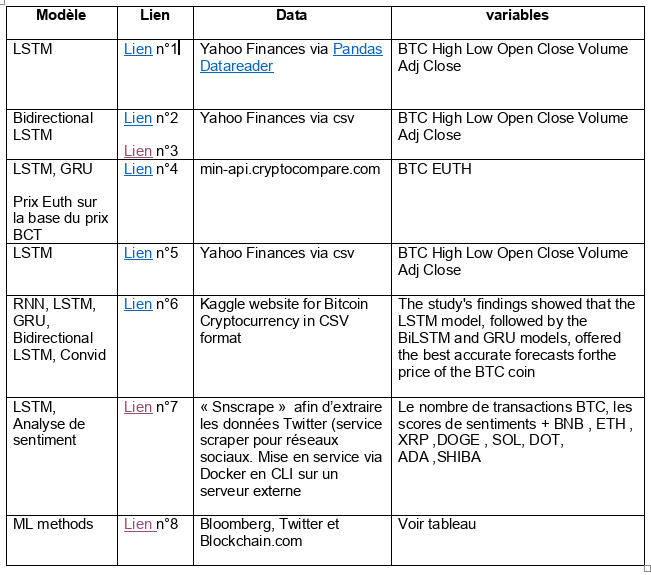 Modèle Lien Data variables
LSTM Lien n°1 Yahoo Finances via Pandas BTC High Low Open Close Volume
Datareader Adj Close
Bidirectional Lien n°2 Yahoo Finances via csv BTC High Low Open Close Volume
LSTM Adj Close
Lien n°3
LSTM, GRU Lien n°4 min-api.cryptocompare.com BTC EUTH
Prix Euth sur
la base du prix
BCT
LSTM Lien n°5 Yahoo Finances via csv BTC High Low Open Close Volume
Adj Close
RNN, LSTM, Lien n°6 Kaggle website for Bitcoin The study's findings showed that the
GRU, Cryptocurrency in CSV LSTM model, followed by the
Bidirectional format BiLSTM and GRU models, offered
LSTM, Convid the best accurate forecasts forthe
price of the BTC coin
LSTM, Lien n°7 « Snscrape » afin d'extraire Le nombre de transactions BTC, les
Analyse de les données Twitter (service scores de sentiments + BNB , ETH ,
sentiment scraper pour réseaux XRP ,DOGE , SOL, DOT,
sociaux. Mise en service via ADA ,SHIBA
Docker en CLI sur un
serveur externe
ML methods Lien n°8 Bloomberg, Twitter et Voir tableau
Blockchain.com